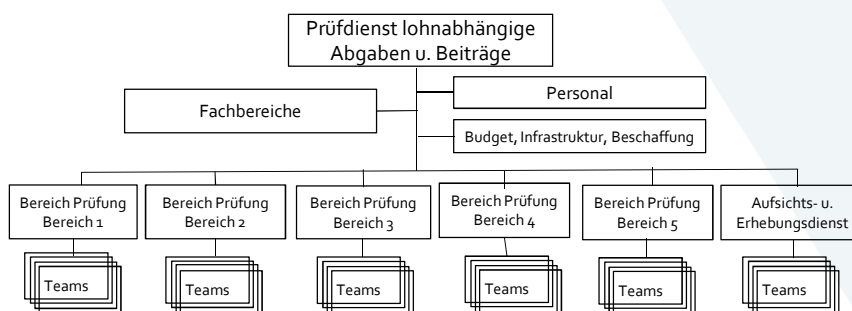 Prüfdienst lohnabhängige
Abgaben u. Beiträge
Personal
Fachbereiche
Budget, Infrastruktur, Beschaffung
Bereich Prüfung
Bereich 1
Bereich Prüfung
Bereich 2
Bereich Prüfung
Bereich 3
Bereich Prüfung
Bereich 4
Bereich Prüfung
Bereich 5
Aufsichts- u.
Erhebungsdienst
Teams
Teams
Teams
Teams
Teams
Teams